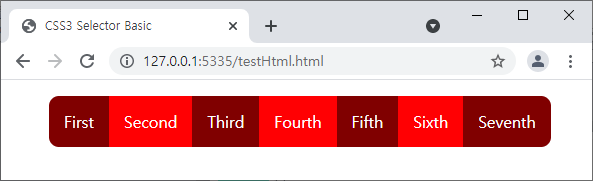 CSS3 Selector Basic
127.0.0.1:5335/testHtml.html
First Second Third Fourth Fifth Sixth Seventh